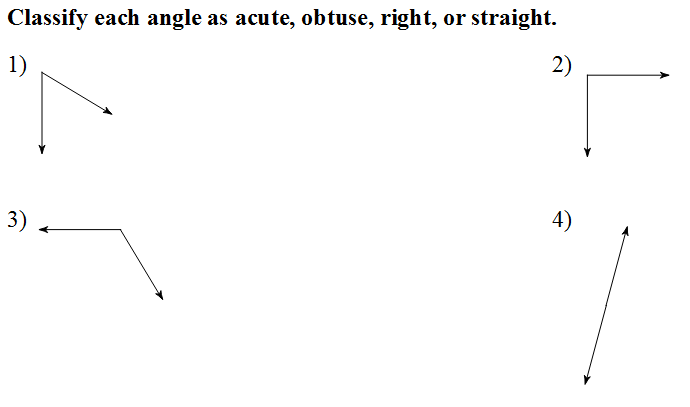 Classify each angle as acute, obtuse, right, or straight.
1)
2)
3)
4)